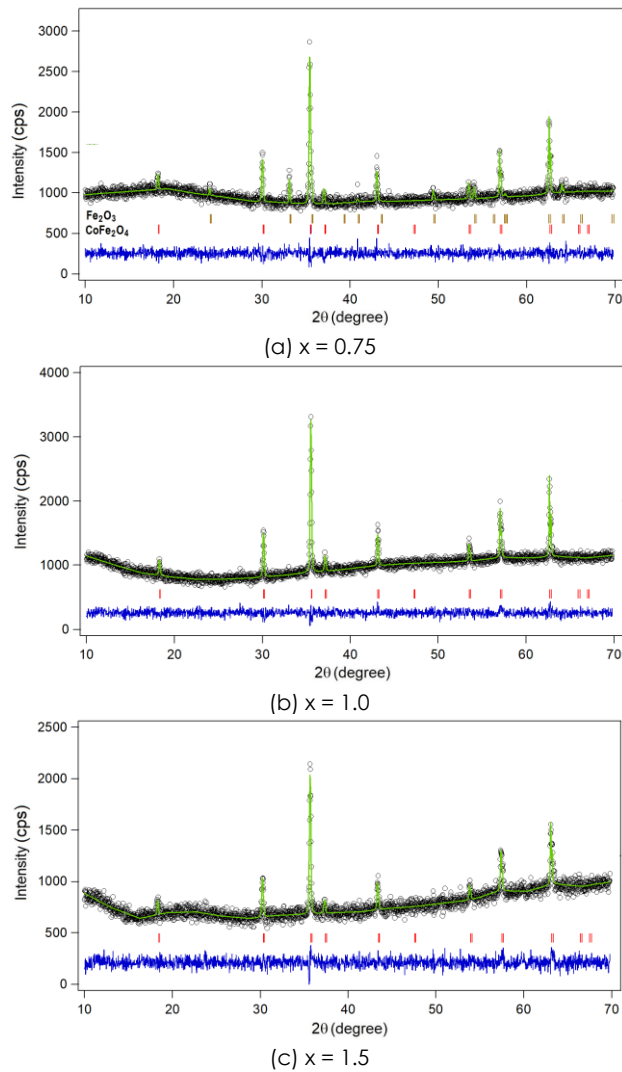 3000
2500
2000
1500
1000
500
0
Intensity (cps)
Fe₂O₃
CoFe₂O₄
10 20 30 40 50 60 70
2θ (degree)
(a) x = 0.75
4000
3000
2000
1000
0
Intensity (cps)
10 20 30 40 50 60 70
2θ (degree)
(b) x = 1.0
2500
2000
1500
1000
500
0
Intensity (cps)
10 20 30 40 50 60 70
2θ (degree)
(c) x = 1.5